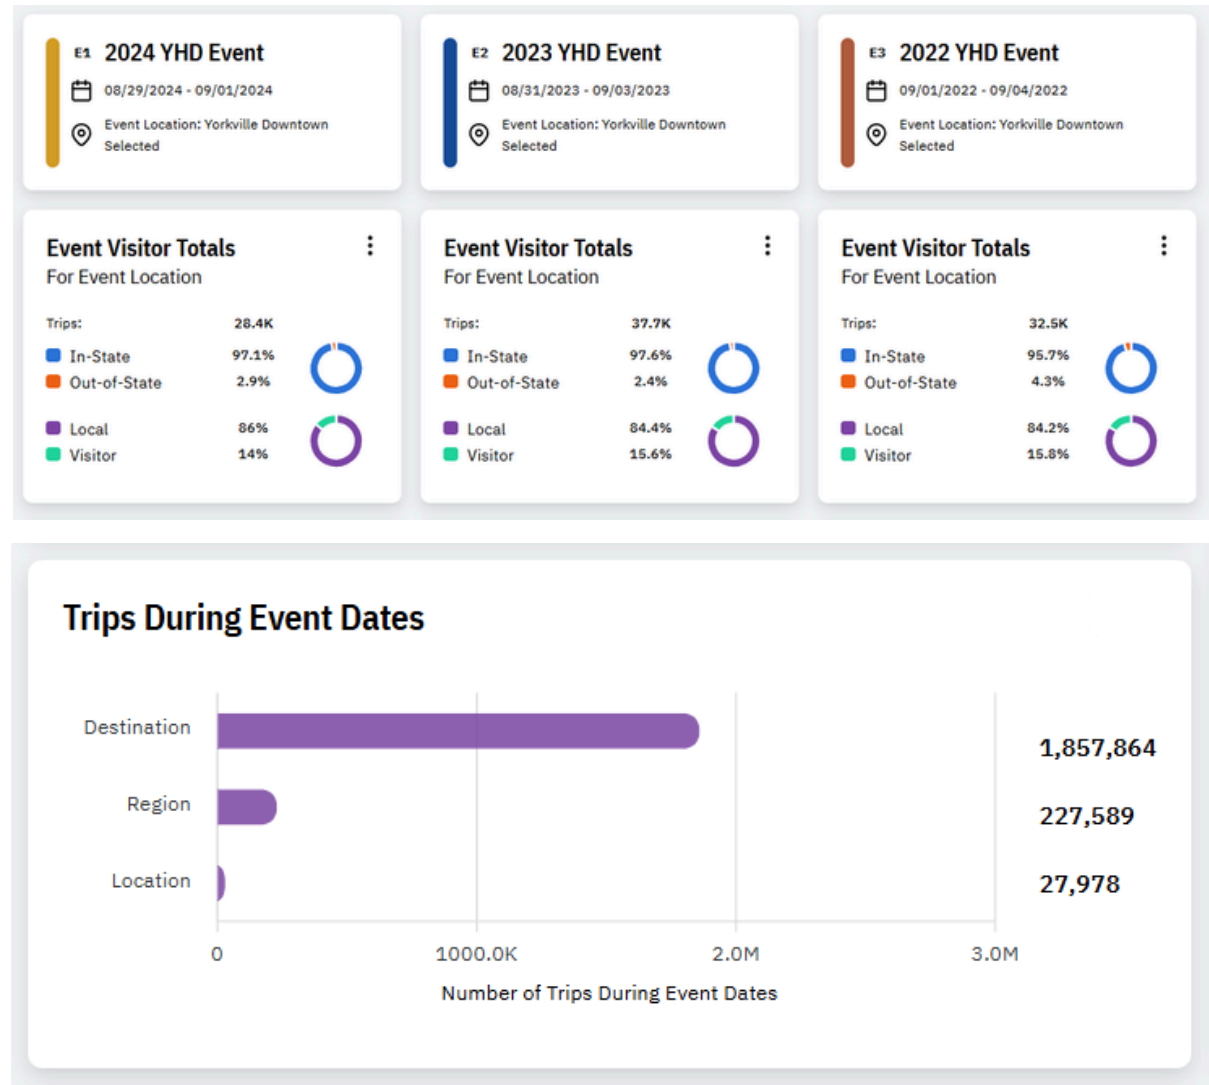 E1 2024 YHD Event
08/29/2024 - 09/01/2024
Event Location: Yorkville Downtown
Selected
E2 2023 YHD Event
08/31/2023 - 09/03/2023
Event Location: Yorkville Downtown
Selected
E3 2022 YHD Event
09/01/2022 - 09/04/2022
Event Location: Yorkville Downtown
Selected
Event Visitor Totals
For Event Location
Trips: 28.4K
In-State 97.1%
Out-of-State 2.9%
Local 86%
Visitor 14%
Event Visitor Totals
For Event Location
Trips: 37.7K
In-State 97.6%
Out-of-State 2.4%
Local 84.4%
Visitor 15.6%
Event Visitor Totals
For Event Location
Trips: 32.5K
In-State 95.7%
Out-of-State 4.3%
Local 84.2%
Visitor 15.8%
Trips During Event Dates
Destination 1,857,864
Region 227,589
Location 27,978
0 1000.0K 2.0M 3.0M
Number of Trips During Event Dates